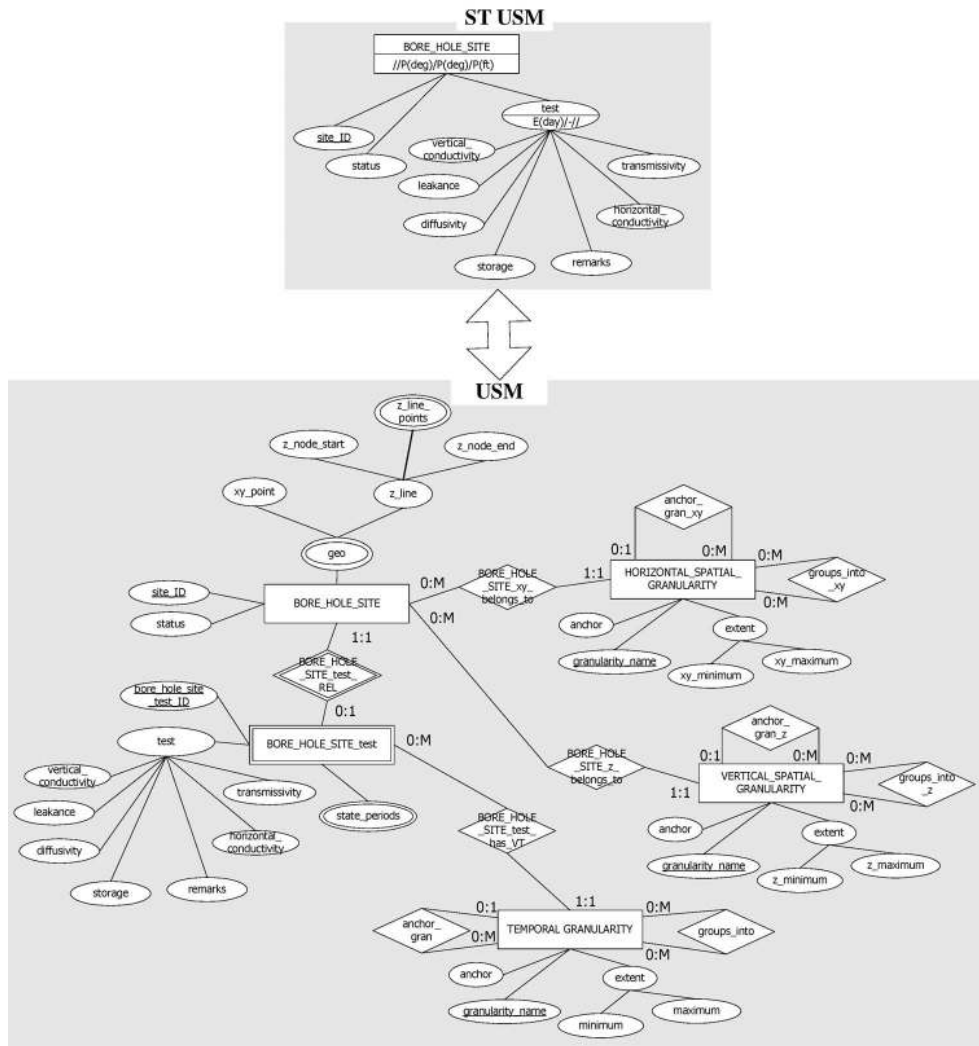 ST USM
BORE_HOLE_SITE
//P(deg)/P(deg)/P(ft)
test
E(day)/-//
site_ID
status
vertical_
conductivity
leakance
diffusivity
storage
remarks
horizontal_
conductivity
transmissivity
USM
z_line_
points
z_node_start
z_node_end
xy_point
z_line
geo
BORE_HOLE_SITE
site_ID
status
0:M
0:M
BORE_HOLE
_SITE_xy_
belongs_to
1:1
anchor_
gran_xy
0:1
0:M
0:M
HORIZONTAL_SPATIAL_
GRANULARITY
groups_into
_xy
0:M
anchor
granularity_name
extent
xy_minimum
xy_maximum
1:1
BORE_HOLE
_SITE_test_
REL
0:1
bore_hole_site
_test_ID
BORE_HOLE_SITE_test
0:M
test
vertical_
conductivity
leakance
diffusivity
storage
remarks
horizontal_
conductivity
transmissivity
state_periods
BORE_HOLE
_SITE_z_
belongs_to
1:1
anchor_
gran_z
0:1
0:M
0:M
VERTICAL_SPATIAL_
GRANULARITY
groups_into
_z
0:M
anchor
granularity_name
extent
z_minimum
z_maximum
BORE_HOLE
_SITE_test_
has_VT
1:1
anchor_
gran
0:1
0:M
TEMPORAL GRANULARITY
0:M
0:M
groups_into
anchor
granularity_name
extent
minimum
maximum